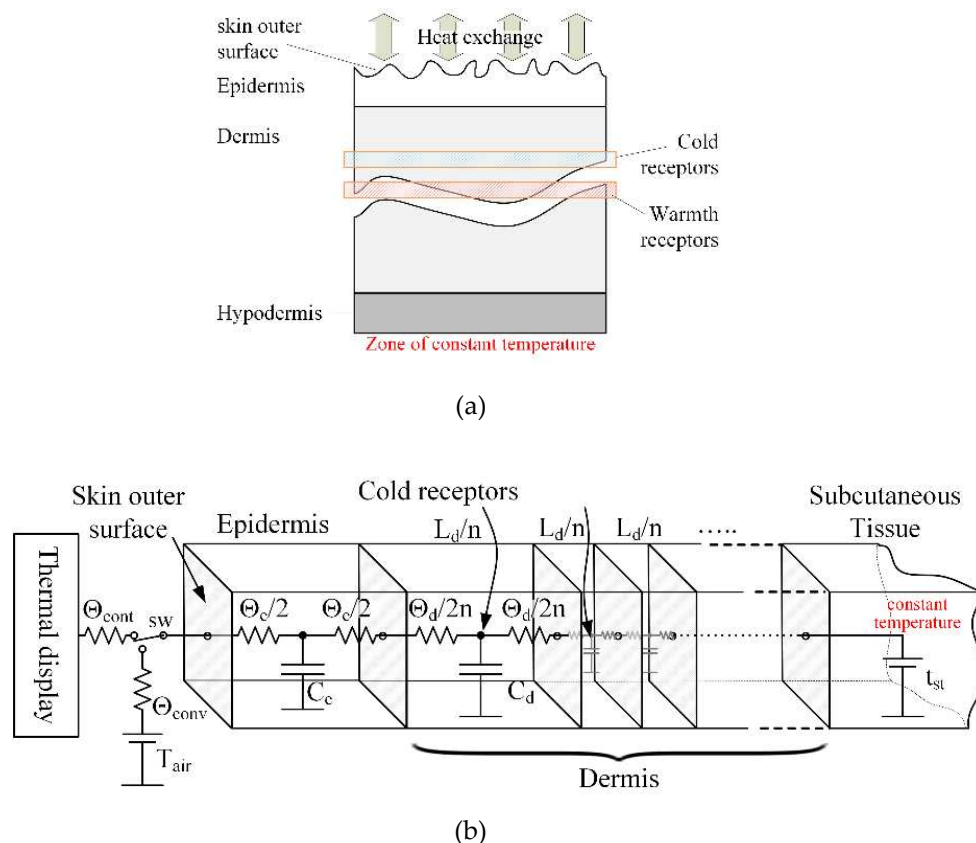 skin outer
surface
Heat exchange
Epidermis
Dermis
Cold
receptors
Warmth
receptors
Hypodermis
Zone of constant temperature
(a)
Skin outer
surface
Epidermis
Cold receptors
L_d/n
L_d/n
L_d/n
.....
Subcutaneous
Tissue
Thermal display
Θ_cont
sw
Θ_e/2
Θ_e/2
Θ_d/2n
Θ_d/2n
constant
temperature
C_e
C_d
t_st
Θ_conv
T_air
Dermis
(b)